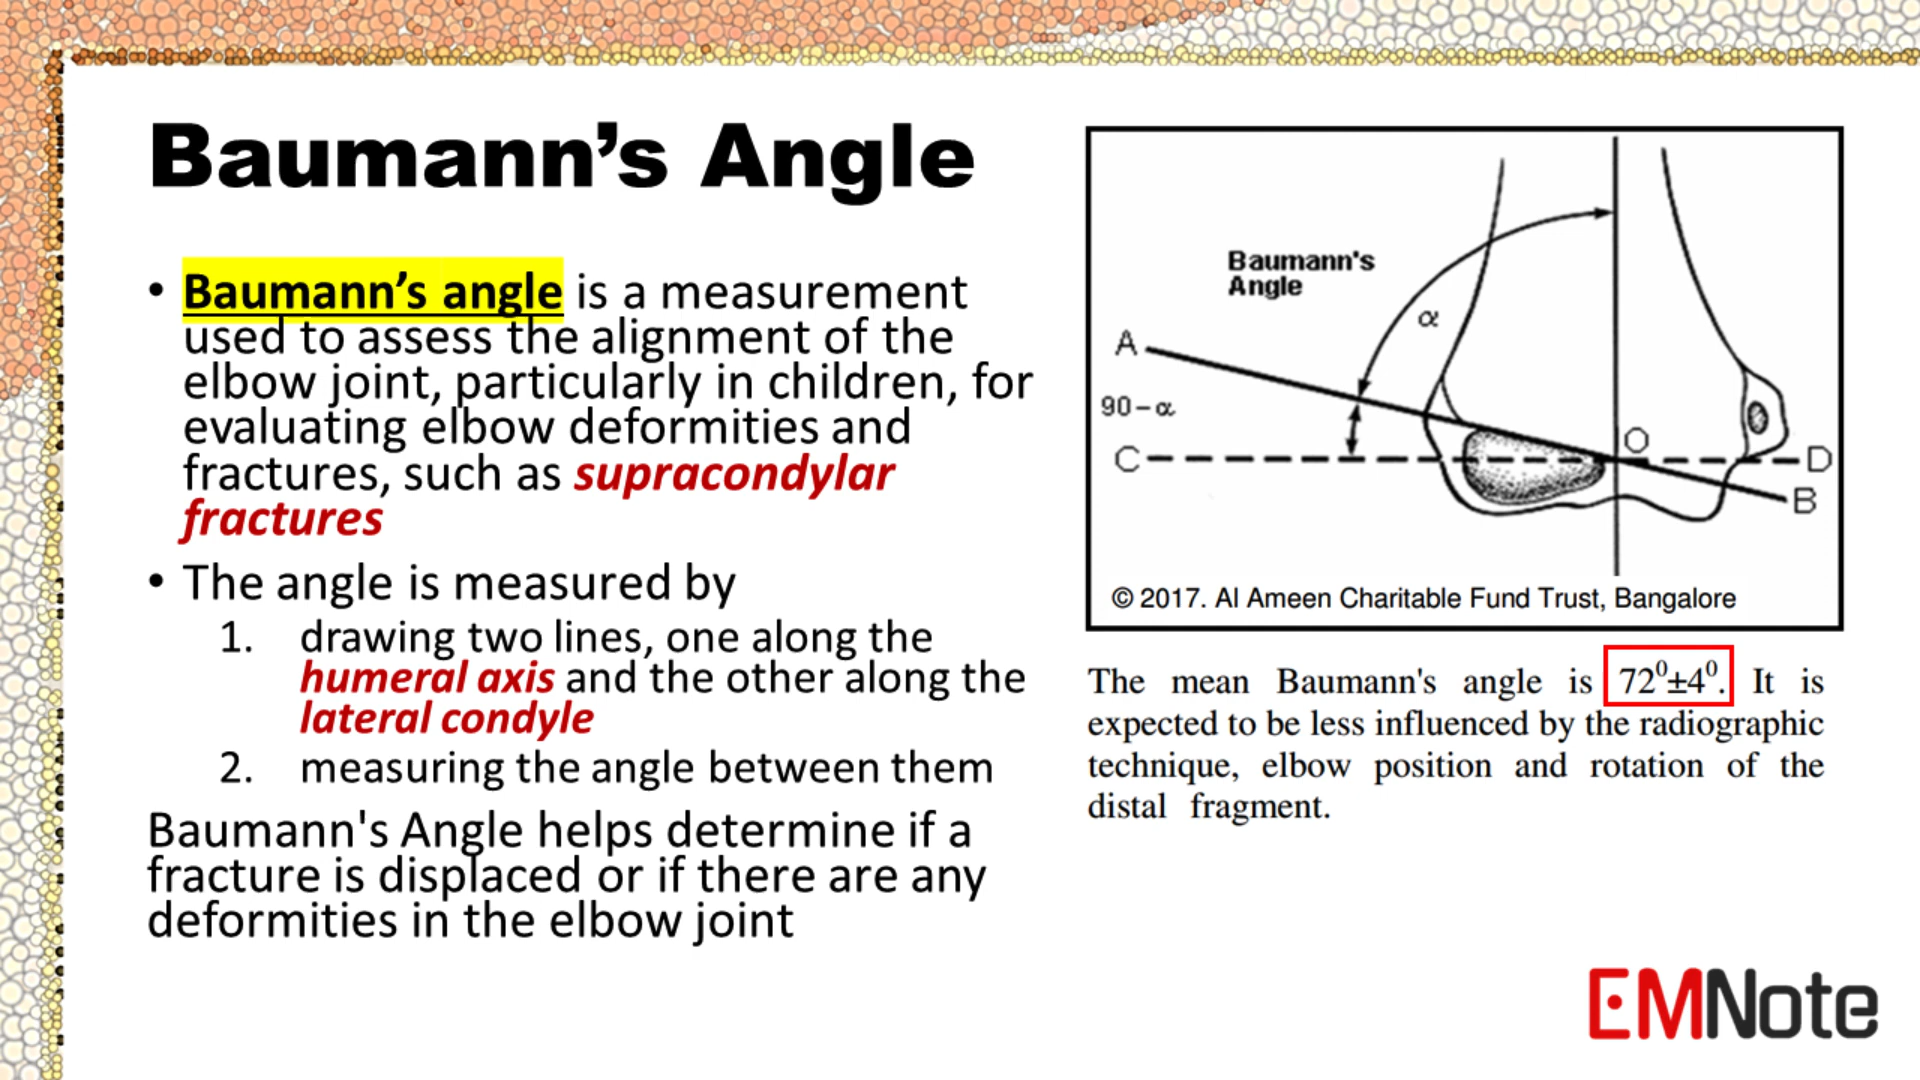 Baumann’s Angle
• Baumann’s angle is a measurement
used to assess the alignment of the
elbow joint, particularly in children, for
evaluating elbow deformities and
fractures, such as supracondylar
fractures
• The angle is measured by
1. drawing two lines, one along the
humeral axis and the other along the
lateral condyle
2. measuring the angle between them
Baumann's Angle helps determine if a
fracture is displaced or if there are any
deformities in the elbow joint
Baumann's
Angle
α
A
90-α
C
O
D
B
© 2017. Al Ameen Charitable Fund Trust, Bangalore
The mean Baumann's angle is 72⁰±4⁰. It is
expected to be less influenced by the radiographic
technique, elbow position and rotation of the
distal fragment.
EMNote